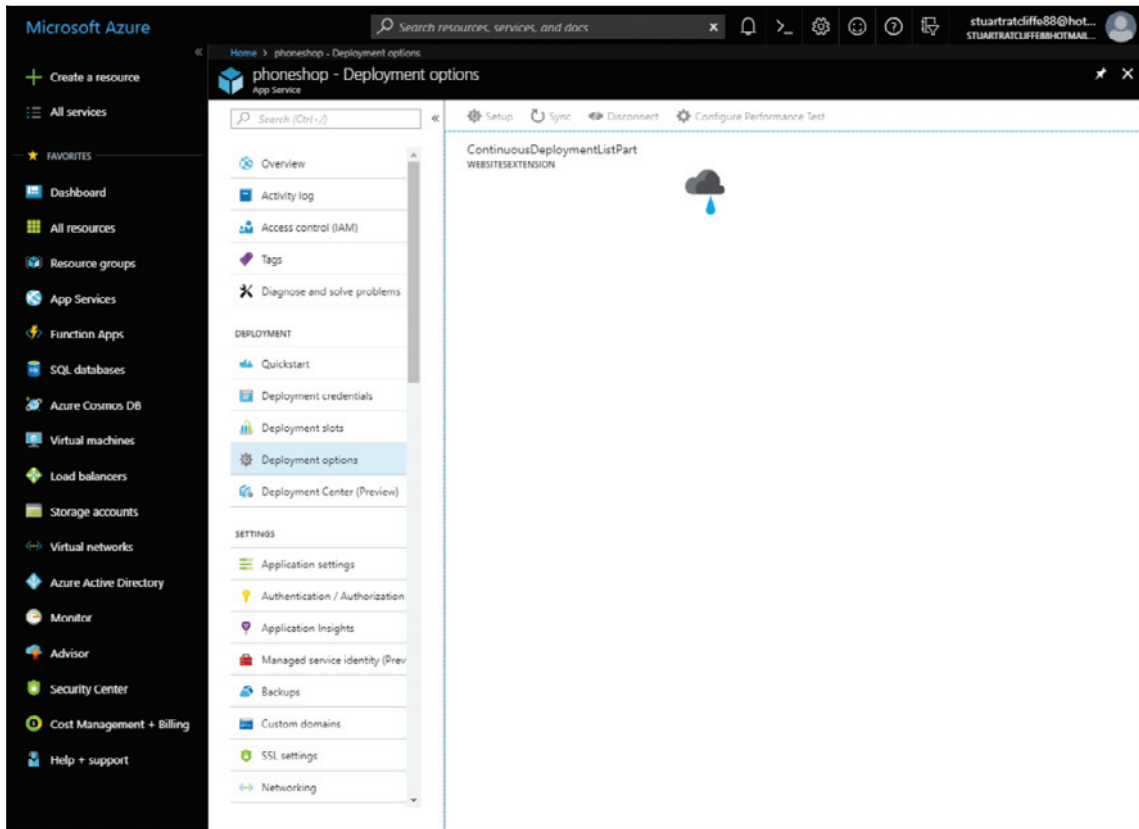 Microsoft Azure
Search resources, services, and docs
stuartratcliffe88@hot...
STUARTRATCLIFFE88HOTMAIL...
Home > phoneshop - Deployment options
phoneshop - Deployment options
App Service
Create a resource
All services
FAVORITES
Dashboard
All resources
Resource groups
App Services
Function Apps
SQL databases
Azure Cosmos DB
Virtual machines
Load balancers
Storage accounts
Virtual networks
Azure Active Directory
Monitor
Advisor
Security Center
Cost Management + Billing
Help + support
Search (Ctrl+/)
Overview
Activity log
Access control (IAM)
Tags
Diagnose and solve problems
DEPLOYMENT
Quickstart
Deployment credentials
Deployment slots
Deployment options
Deployment Center (Preview)
SETTINGS
Application settings
Authentication / Authorization
Application Insights
Managed service identity (Prev
Backups
Custom domains
SSL settings
Networking
Setup Sync Disconnect Configure Performance Test
ContinuousDeploymentListPart
WEBSITESEXTENSION